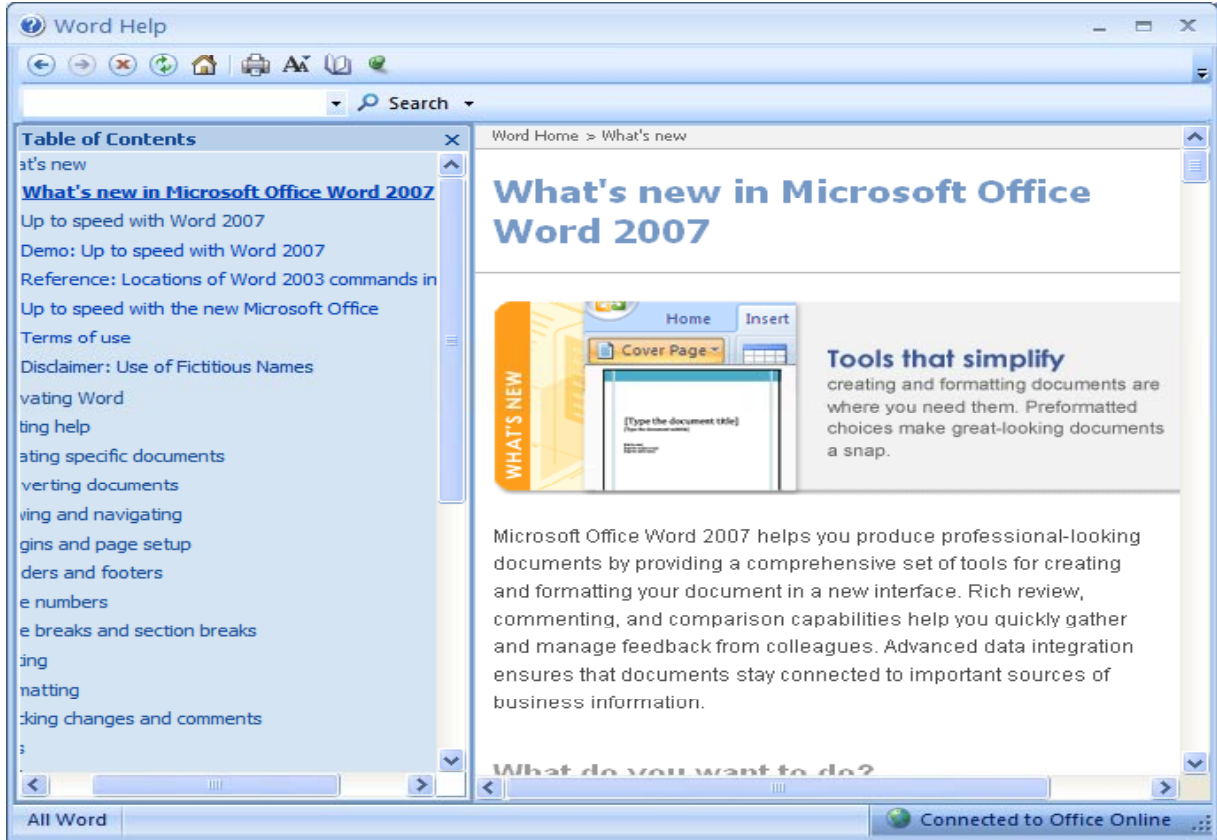 Word Help
Search
Table of Contents
at's new
What's new in Microsoft Office Word 2007
Up to speed with Word 2007
Demo: Up to speed with Word 2007
Reference: Locations of Word 2003 commands in
Up to speed with the new Microsoft Office
Terms of use
Disclaimer: Use of Fictitious Names
vating Word
ting help
ating specific documents
verting documents
ving and navigating
gins and page setup
ders and footers
e numbers
e breaks and section breaks
ting
matting
cking changes and comments
s
Word Home > What's new
What's new in Microsoft Office
Word 2007
WHAT'S NEW
Home Insert
Cover Page
[Type the document title]
Tools that simplify
creating and formatting documents are
where you need them. Preformatted
choices make great-looking documents
a snap.
Microsoft Office Word 2007 helps you produce professional-looking
documents by providing a comprehensive set of tools for creating
and formatting your document in a new interface. Rich review,
commenting, and comparison capabilities help you quickly gather
and manage feedback from colleagues. Advanced data integration
ensures that documents stay connected to important sources of
business information.
What do you want to do?
All Word
Connected to Office Online